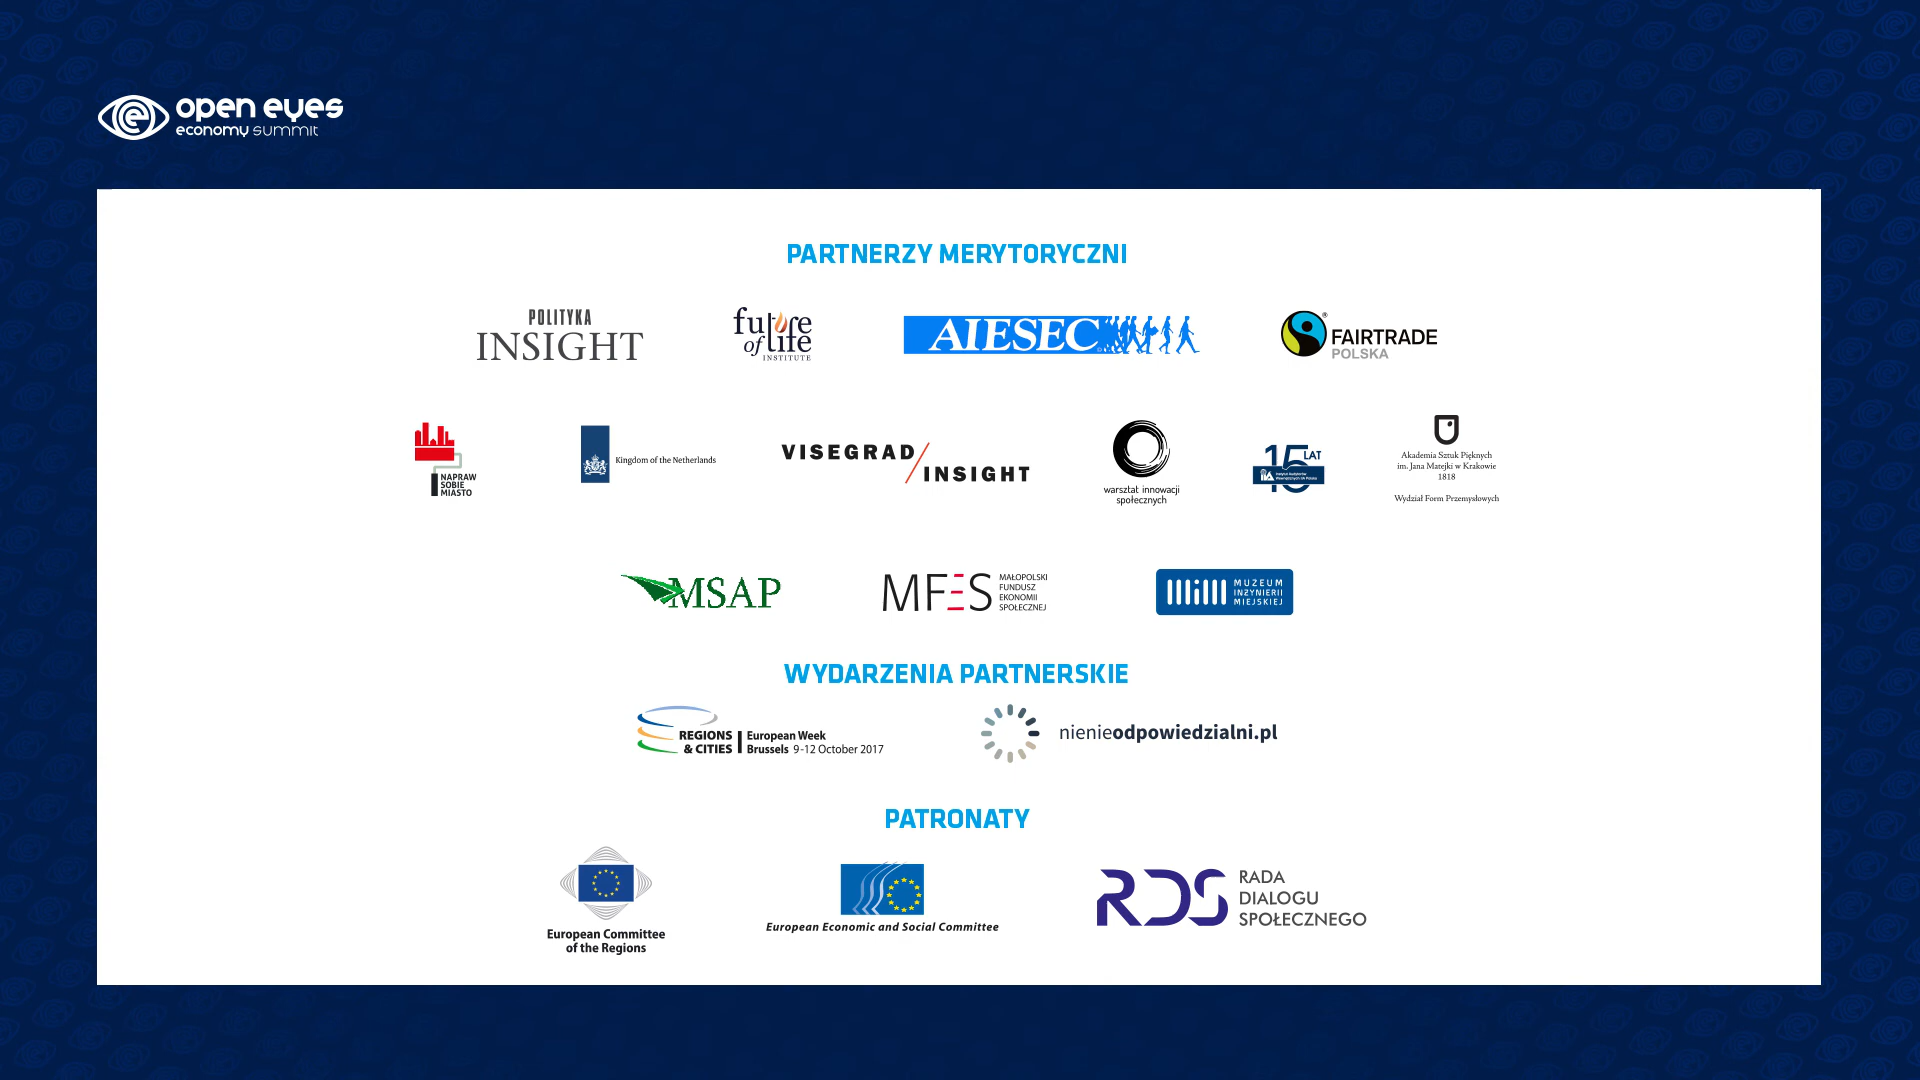 open eyes
economy summit
PARTNERZY MERYTORYCZNI
POLITYKA
INSIGHT
future
of life
INSTITUTE
AIESEC
FAIRTRADE
POLSKA
NAPRAW
SOBIE
MIASTO
Kingdom of the Netherlands
VISEGRAD
INSIGHT
warsztat innowacji
społecznych
15 LAT
IIA
Akademia Sztuk Pięknych
im. Jana Matejki w Krakowie
1818
Wydział Form Przemysłowych
MSAP
MFES
MAŁOPOLSKI
FUNDUSZ
EKONOMII
SPOŁECZNEJ
MUZEUM
INŻYNIERII
MIEJSKIEJ
WYDARZENIA PARTNERSKIE
REGIONS
& CITIES
European Week
Brussels 9-12 October 2017
nienieodpowiedzialni.pl
PATRONATY
European Committee
of the Regions
European Economic and Social Committee
RDS
RADA
DIALOGU
SPOŁECZNEGO